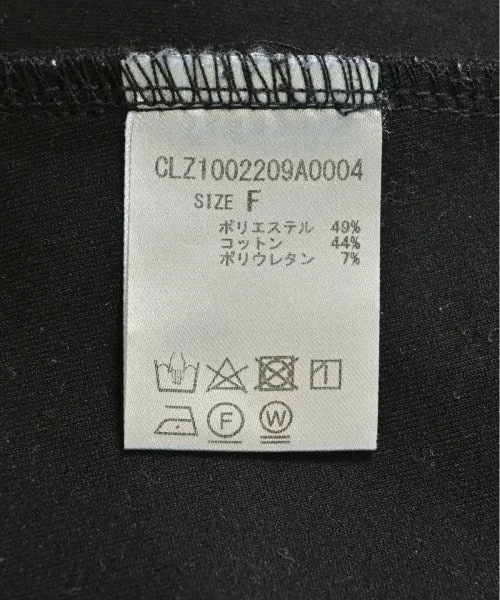 CLZ1002209A0004
SIZE F
ポリエステル 49%
コットン 44%
ポリウレタン 7%
F W